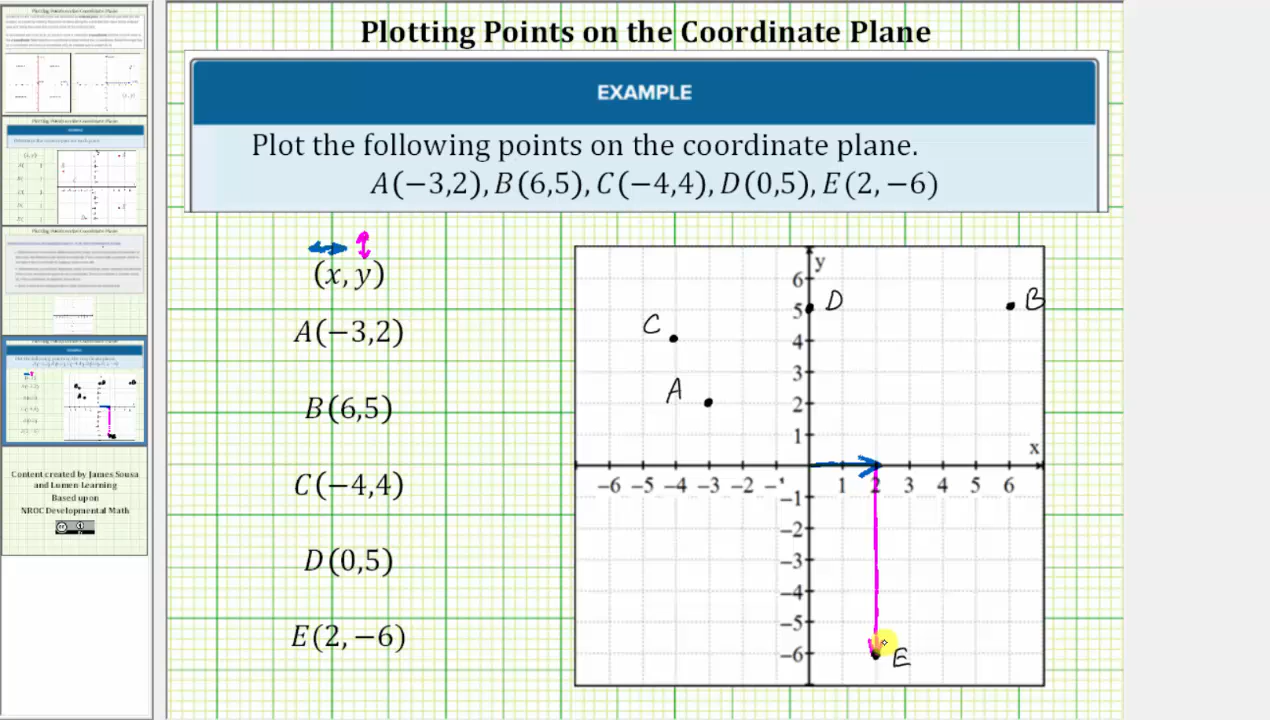 Plotting Points on the Coordinate Plane
EXAMPLE
Plot the following points on the coordinate plane.
A(−3,2), B(6,5), C(−4,4), D(0,5), E(2, −6)
(x, y)
A(−3,2)
B(6,5)
C(−4,4)
D(0,5)
E(2, −6)
y
6
D
B
5
C
4
3
A
2
1
x
−6 −5 −4 −3 −2 −1 1 2 3 4 5 6
−1
−2
−3
−4
−5
−6
E
Content created by James Sousa
and Lumen Learning
Based upon
NROC Developmental Math